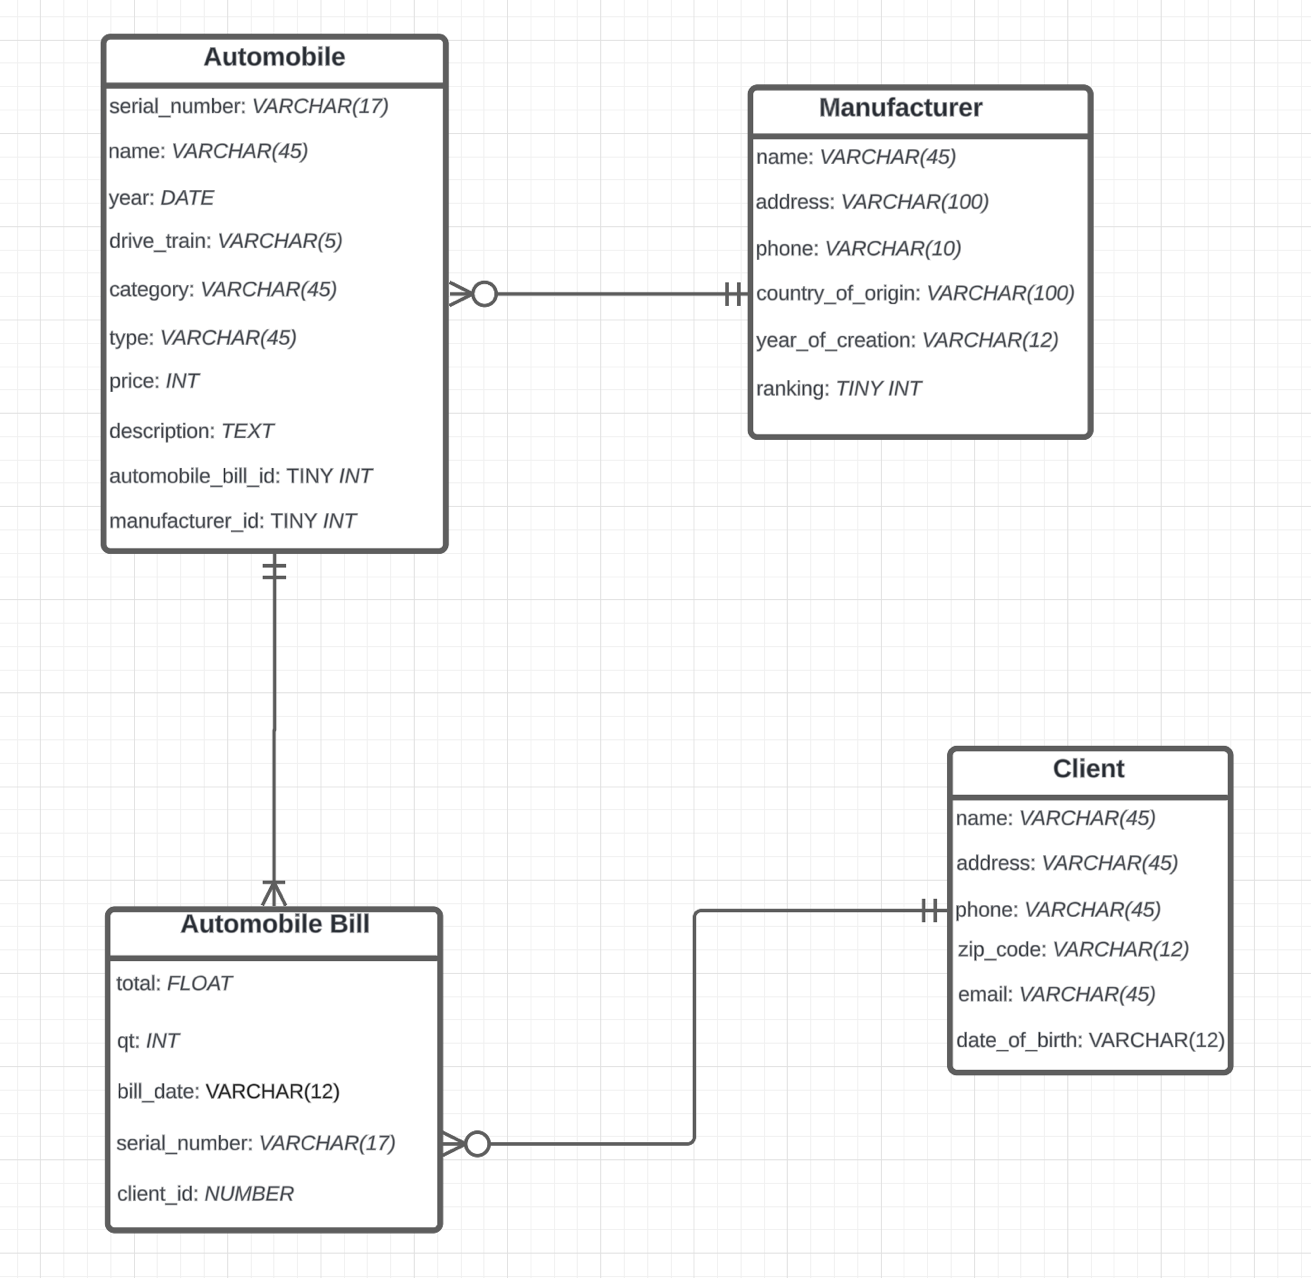 Automobile
serial_number: VARCHAR(17)
name: VARCHAR(45)
year: DATE
drive_train: VARCHAR(5)
category: VARCHAR(45)
type: VARCHAR(45)
price: INT
description: TEXT
automobile_bill_id: TINY INT
manufacturer_id: TINY INT
Manufacturer
name: VARCHAR(45)
address: VARCHAR(100)
phone: VARCHAR(10)
country_of_origin: VARCHAR(100)
year_of_creation: VARCHAR(12)
ranking: TINY INT
Automobile Bill
total: FLOAT
qt: INT
bill_date: VARCHAR(12)
serial_number: VARCHAR(17)
client_id: NUMBER
Client
name: VARCHAR(45)
address: VARCHAR(45)
phone: VARCHAR(45)
zip_code: VARCHAR(12)
email: VARCHAR(45)
date_of_birth: VARCHAR(12)